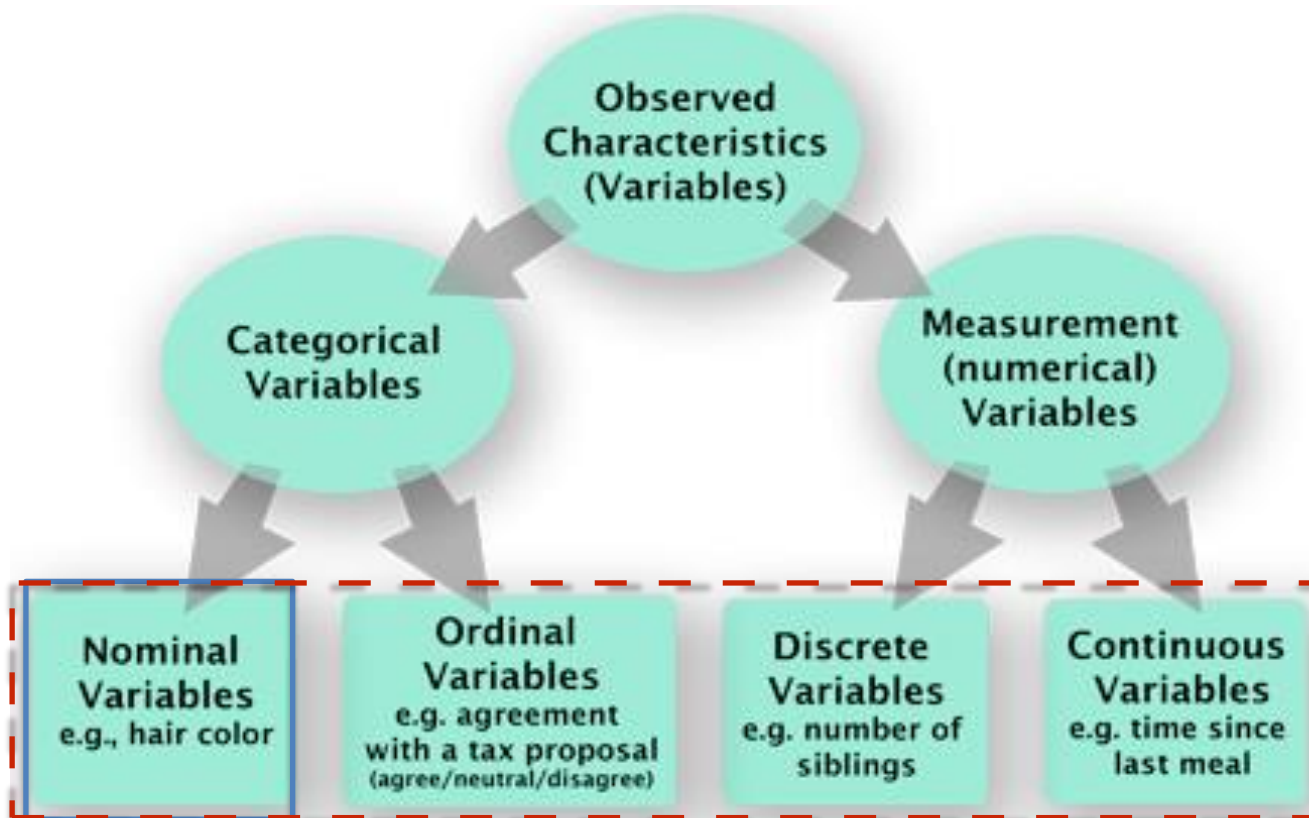 Observed
Characteristics
(Variables)
Categorical
Variables
Measurement
(numerical)
Variables
Nominal
Variables
e.g., hair color
Ordinal
Variables
e.g. agreement
with a tax proposal
(agree/neutral/disagree)
Discrete
Variables
e.g. number of
siblings
Continuous
Variables
e.g. time since
last meal